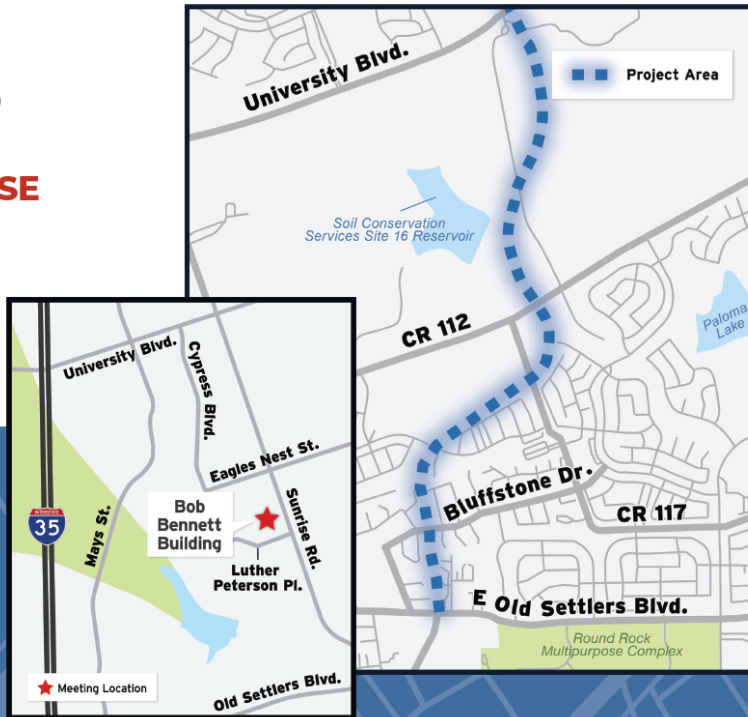 SE
University Blvd.
Project Area
Soil Conservation
Services Site 16 Reservoir
CR 112
Paloma
Lake
Bluffstone Dr.
CR 117
E Old Settlers Blvd.
Round Rock
Multipurpose Complex
University Blvd.
Cypress Blvd.
Eagles Nest St.
35
Mays St.
Bob
Bennett
Building
Sunrise Rd.
Luther
Peterson Pl.
Meeting Location
Old Settlers Blvd.